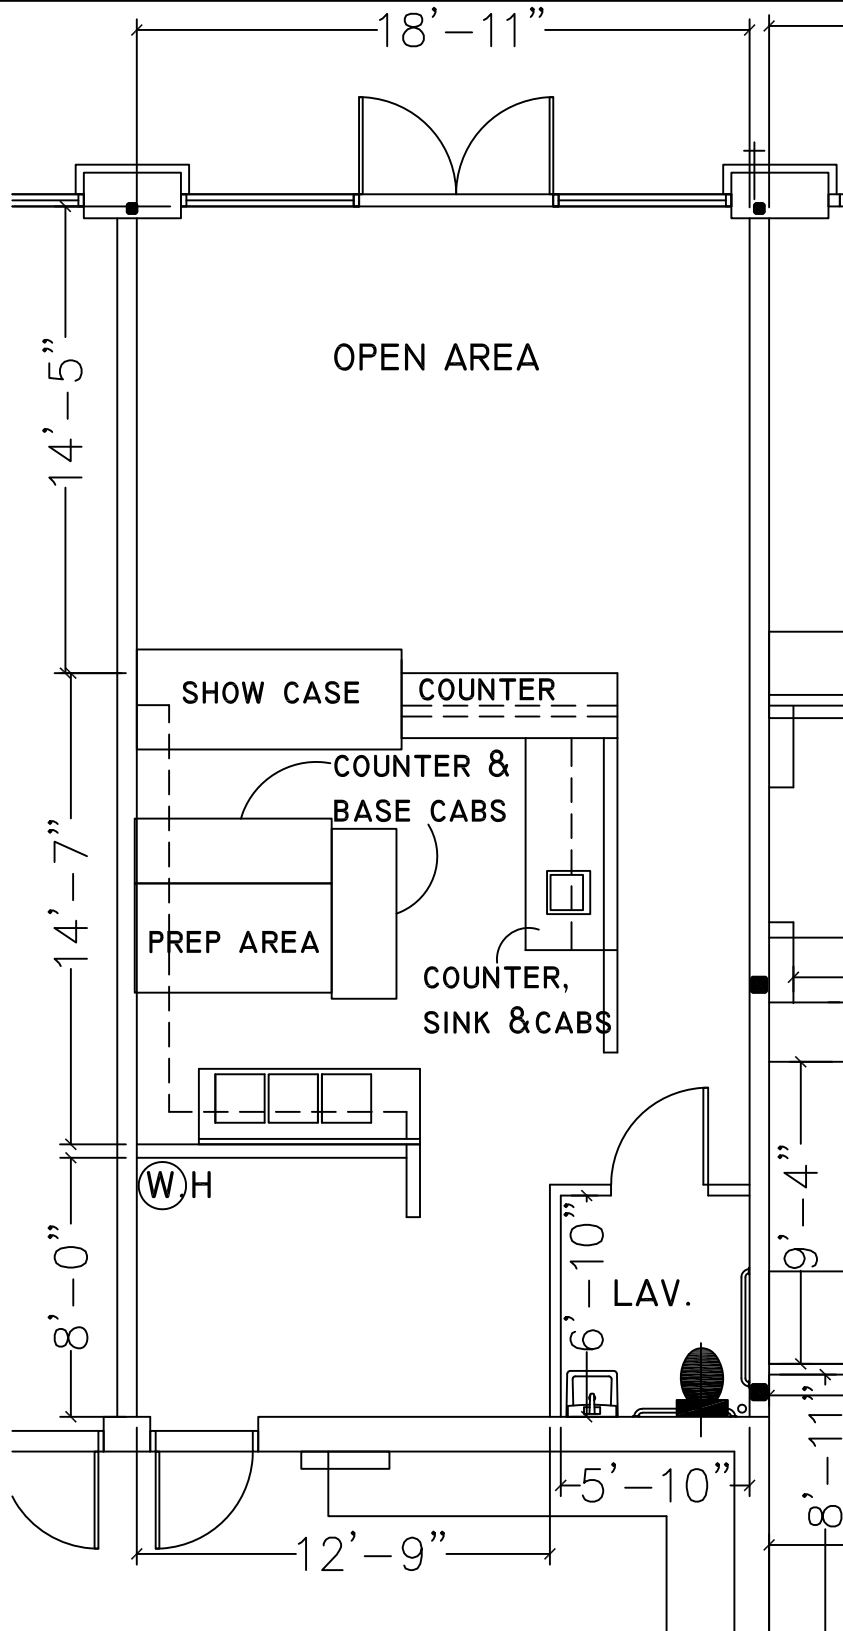 18'-11"
OPEN AREA
14'-5"
SHOW CASE
COUNTER
COUNTER &
BASE CABS
14'-7"
PREP AREA
COUNTER,
SINK &CABS
W.H
9'-4"
6'-10"
8'-0"
LAV.
8'-11"
5'-10"
12'-9"